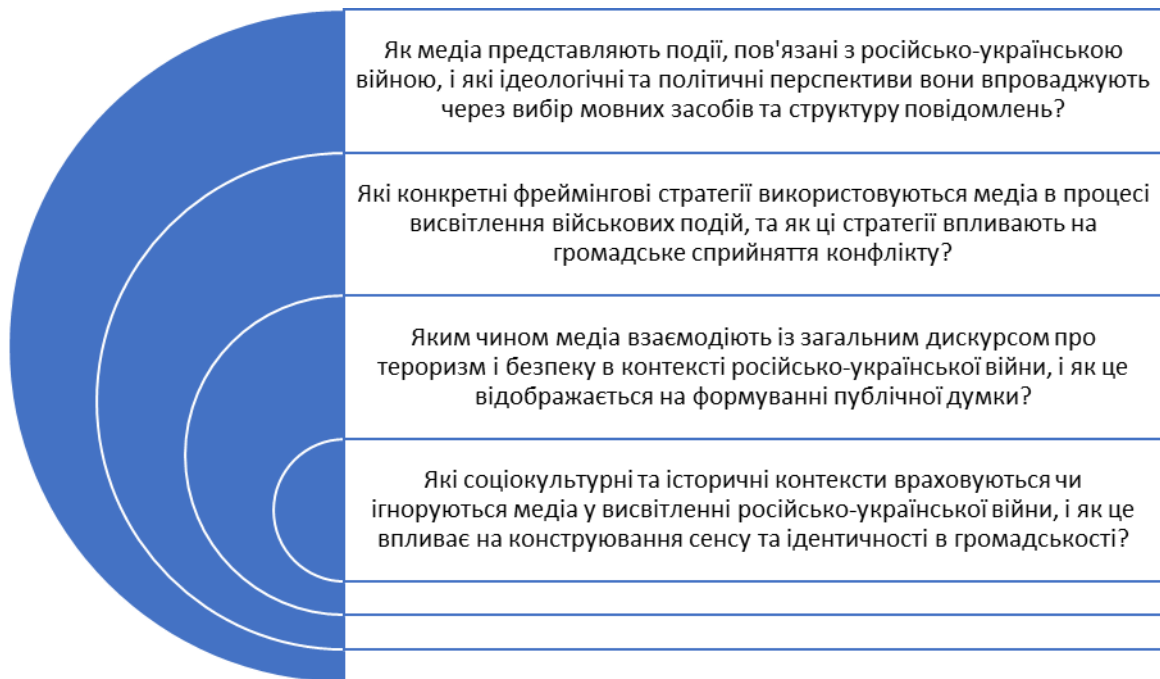 Як медіа представляють події, пов'язані з російсько-українською
війною, і які ідеологічні та політичні перспективи вони впроваджують
через вибір мовних засобів та структуру повідомлень?
Які конкретні фреймінгові стратегії використовуються медіа в процесі
висвітлення військових подій, та як ці стратегії впливають на
громадське сприйняття конфлікту?
Яким чином медіа взаємодіють із загальним дискурсом про
тероризм і безпеку в контексті російсько-української війни, і як це
відображається на формуванні публічної думки?
Які соціокультурні та історичні контексти враховуються чи
ігноруються медіа у висвітленні російсько-української війни, і як це
впливає на конструювання сенсу та ідентичності в громадськості?